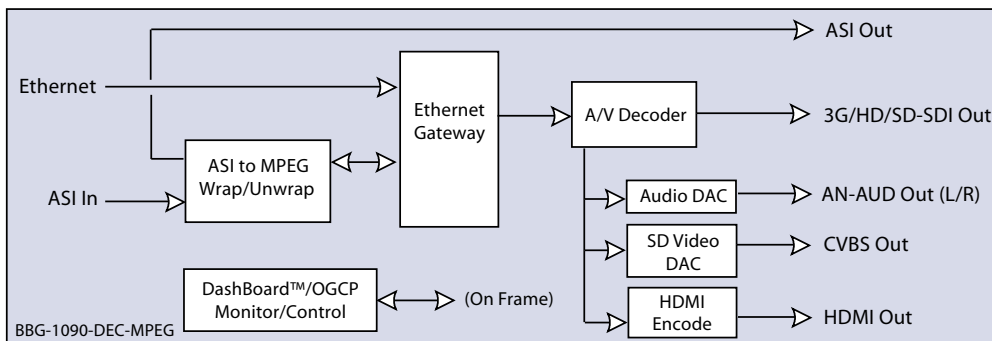 ASI Out
Ethernet
Ethernet
Gateway
A/V Decoder
3G/HD/SD-SDI Out
ASI to MPEG
Wrap/Unwrap
ASI In
Audio DAC
AN-AUD Out (L/R)
SD Video
DAC
CVBS Out
DashBoard™/OGCP
Monitor/Control
(On Frame)
HDMI
Encode
HDMI Out
BBG-1090-DEC-MPEG